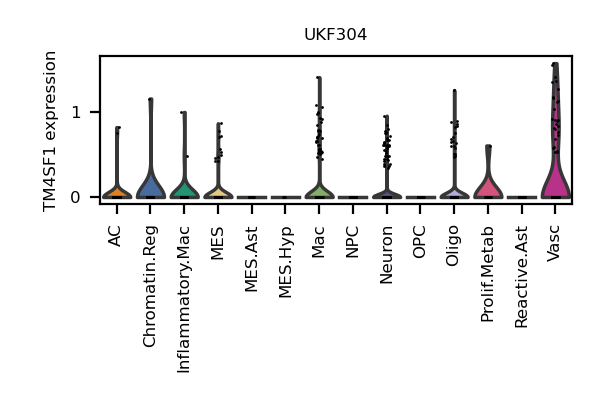 UKF304
TM4SF1 expression
1
0
AC
Chromatin.Reg
Inflammatory.Mac
MES
MES.Ast
MES.Hyp
Mac
NPC
Neuron
OPC
Oligo
Prolif.Metab
Reactive.Ast
Vasc